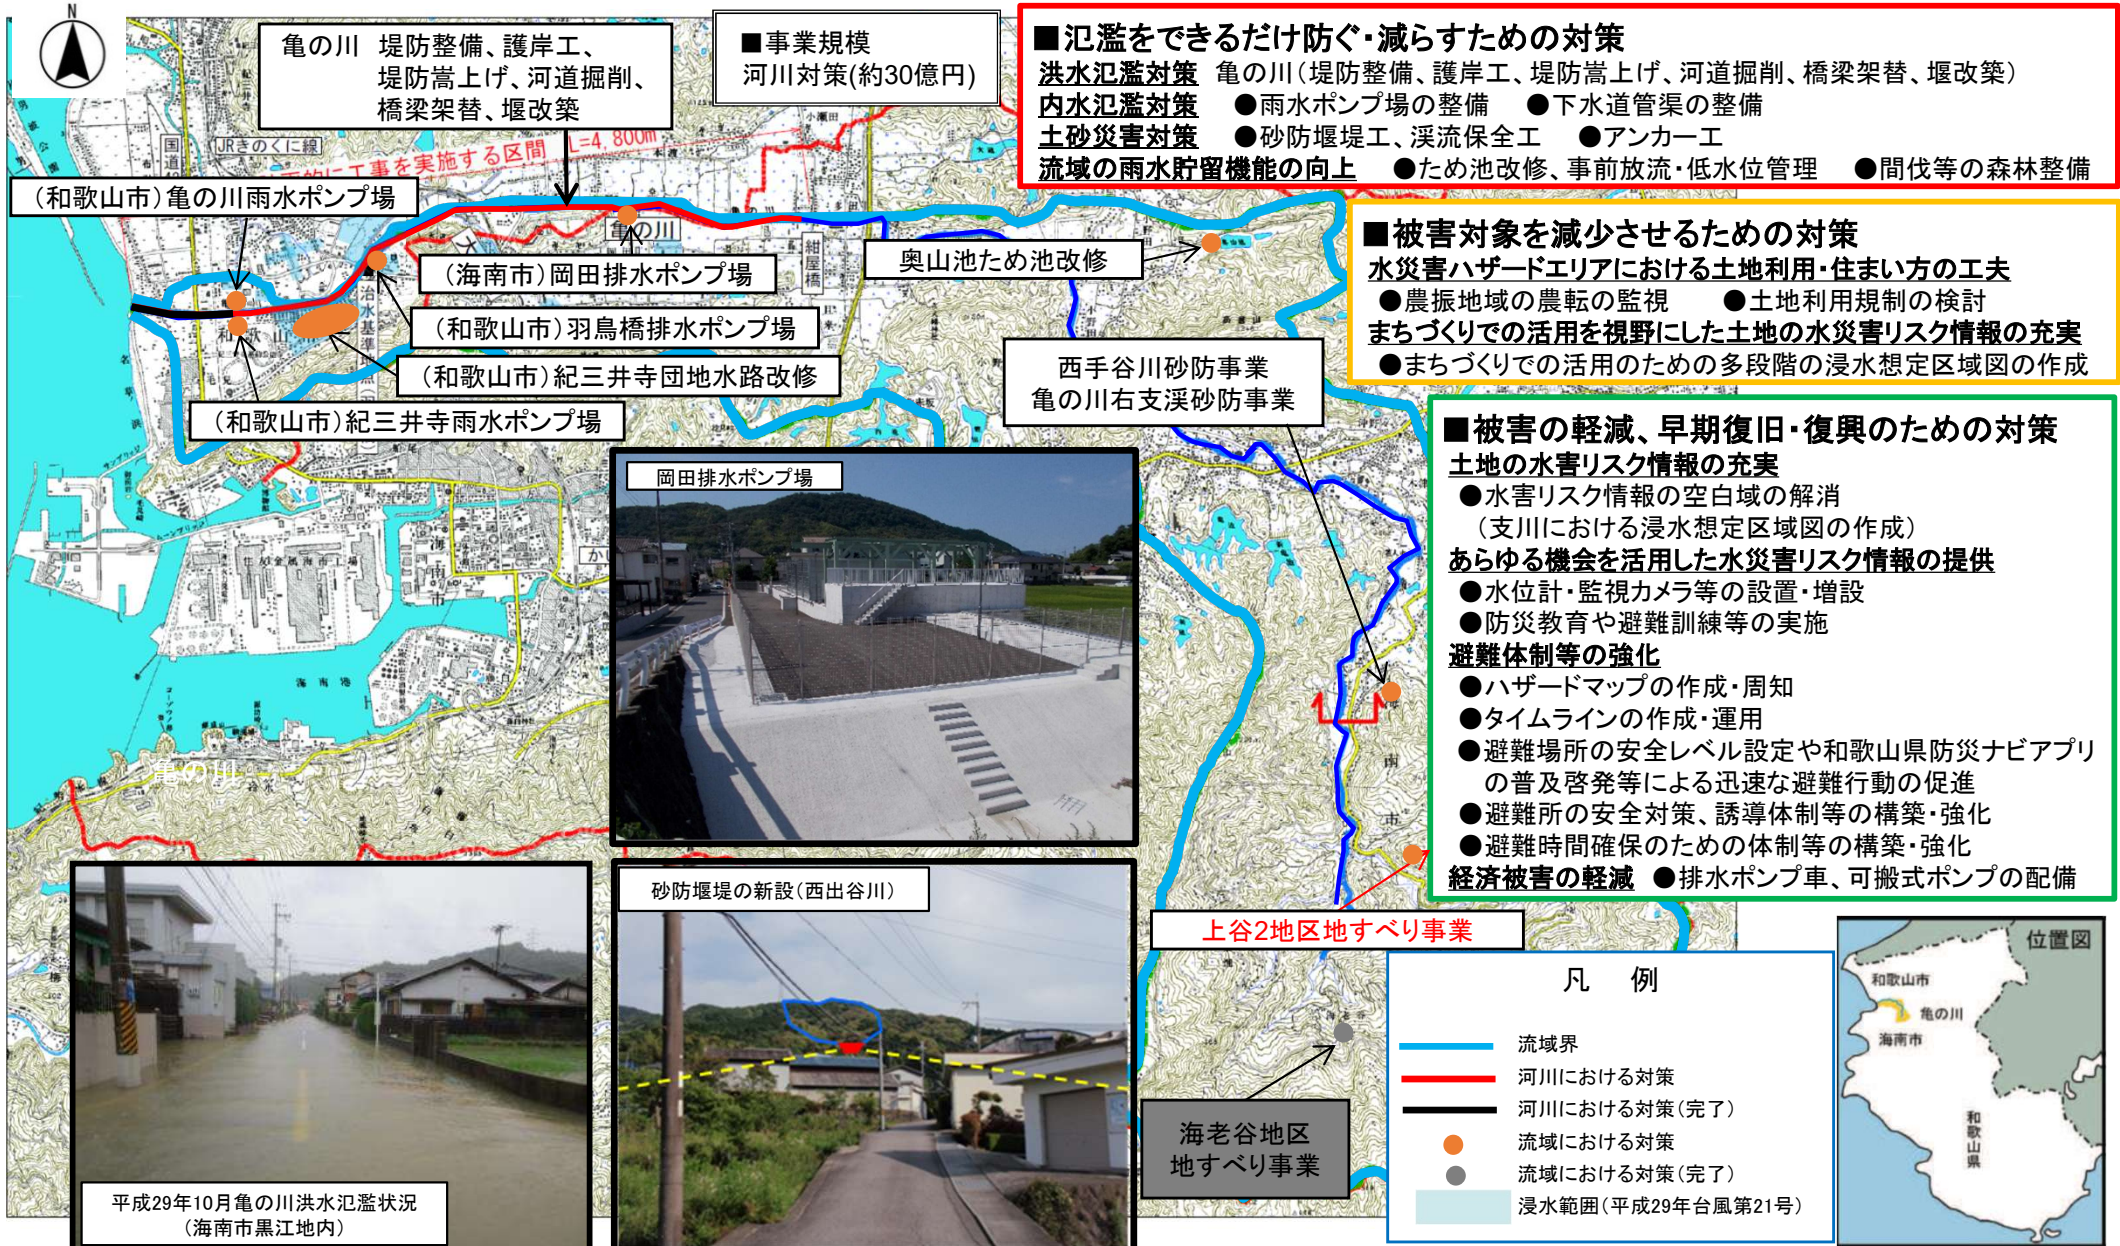 N
亀の川 堤防整備、護岸工、
堤防嵩上げ、河道掘削、
橋梁架替、堰改築
■事業規模
河川対策(約30億円)
■氾濫をできるだけ防ぐ・減らすための対策
洪水氾濫対策 亀の川(堤防整備、護岸工、堤防嵩上げ、河道掘削、橋梁架替、堰改築)
内水氾濫対策 ●雨水ポンプ場の整備 ●下水道管渠の整備
土砂災害対策 ●砂防堰堤工、渓流保全工 ●アンカー工
流域の雨水貯留機能の向上 ●ため池改修、事前放流・低水位管理 ●間伐等の森林整備
JRきのくに線
に工事を実施する区間 L=4,800m
(和歌山市)亀の川雨水ポンプ場
亀の川
紺屋橋
奥山池ため池改修
(海南市)岡田排水ポンプ場
(和歌山市)羽鳥橋排水ポンプ場
(和歌山市)紀三井寺団地水路改修
(和歌山市)紀三井寺雨水ポンプ場
治水基準地点
西手谷川砂防事業
亀の川右支渓砂防事業
■被害対象を減少させるための対策
水災害ハザードエリアにおける土地利用・住まい方の工夫
●農振地域の農転の監視 ●土地利用規制の検討
まちづくりでの活用を視野にした土地の水災害リスク情報の充実
●まちづくりでの活用のための多段階の浸水想定区域図の作成
■被害の軽減、早期復旧・復興のための対策
土地の水害リスク情報の充実
●水害リスク情報の空白域の解消
(支川における浸水想定区域図の作成)
あらゆる機会を活用した水災害リスク情報の提供
●水位計・監視カメラ等の設置・増設
●防災教育や避難訓練等の実施
避難体制等の強化
●ハザードマップの作成・周知
●タイムラインの作成・運用
●避難場所の安全レベル設定や和歌山県防災ナビアプリ
の普及啓発等による迅速な避難行動の促進
●避難所の安全対策、誘導体制等の構築・強化
●避難時間確保のための体制等の構築・強化
経済被害の軽減 ●排水ポンプ車、可搬式ポンプの配備
岡田排水ポンプ場
海南港
海南市
亀の川
砂防堰堤の新設(西出谷川)
平成29年10月亀の川洪水氾濫状況
(海南市黒江地内)
上谷2地区地すべり事業
海老谷地区
地すべり事業
凡 例
流域界
河川における対策
河川における対策(完了)
流域における対策
流域における対策(完了)
浸水範囲(平成29年台風第21号)
位置図
和歌山市
亀の川
海南市
和歌山県